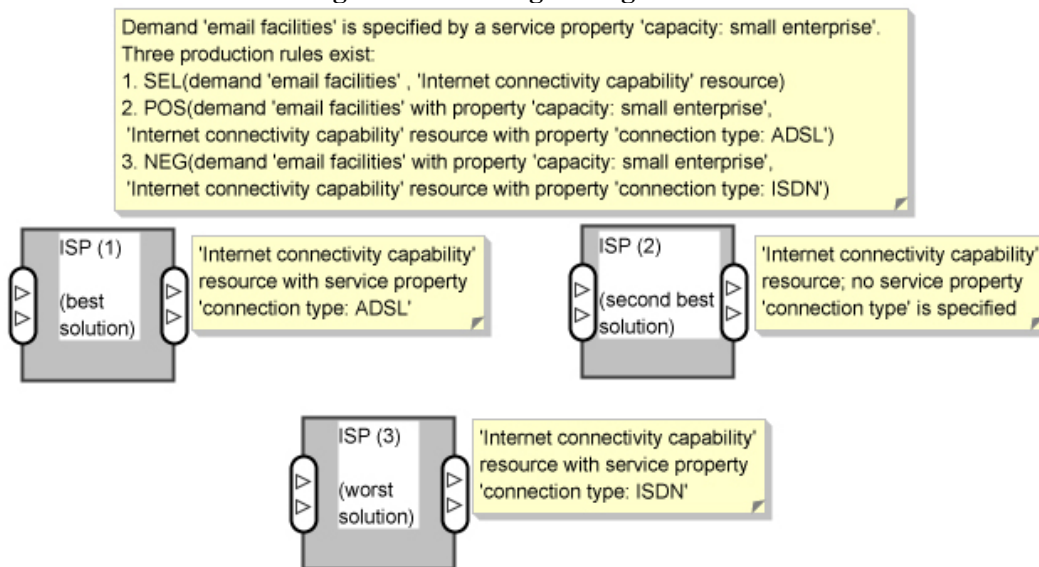 Demand 'email facilities' is specified by a service property 'capacity: small enterprise'.
Three production rules exist:
1. SEL(demand 'email facilities' , 'Internet connectivity capability' resource)
2. POS(demand 'email facilities' with property 'capacity: small enterprise',
'Internet connectivity capability' resource with property 'connection type: ADSL')
3. NEG(demand 'email facilities' with property 'capacity: small enterprise',
'Internet connectivity capability' resource with property 'connection type: ISDN')
ISP (1)
(best
solution)
'Internet connectivity capability'
resource with service property
'connection type: ADSL'
ISP (2)
(second best
solution)
'Internet connectivity capability'
resource; no service property
'connection type' is specified
ISP (3)
(worst
solution)
'Internet connectivity capability'
resource with service property
'connection type: ISDN'